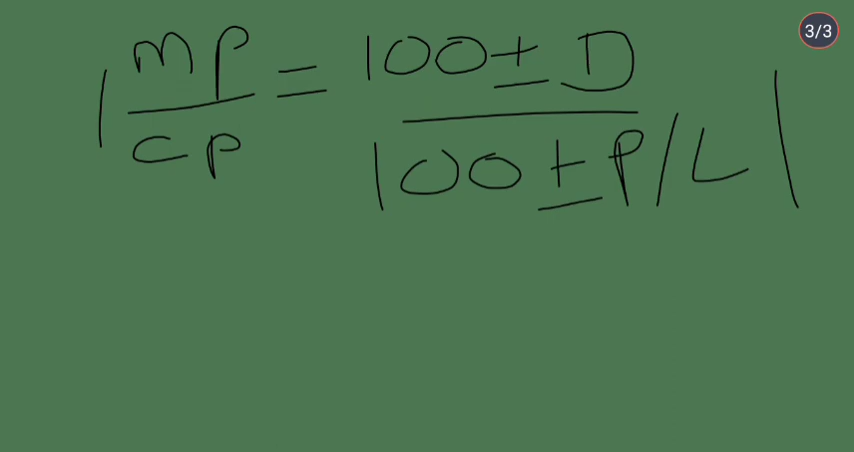 3/3
| MP = 100 ± D
CP 100 ± P/L |